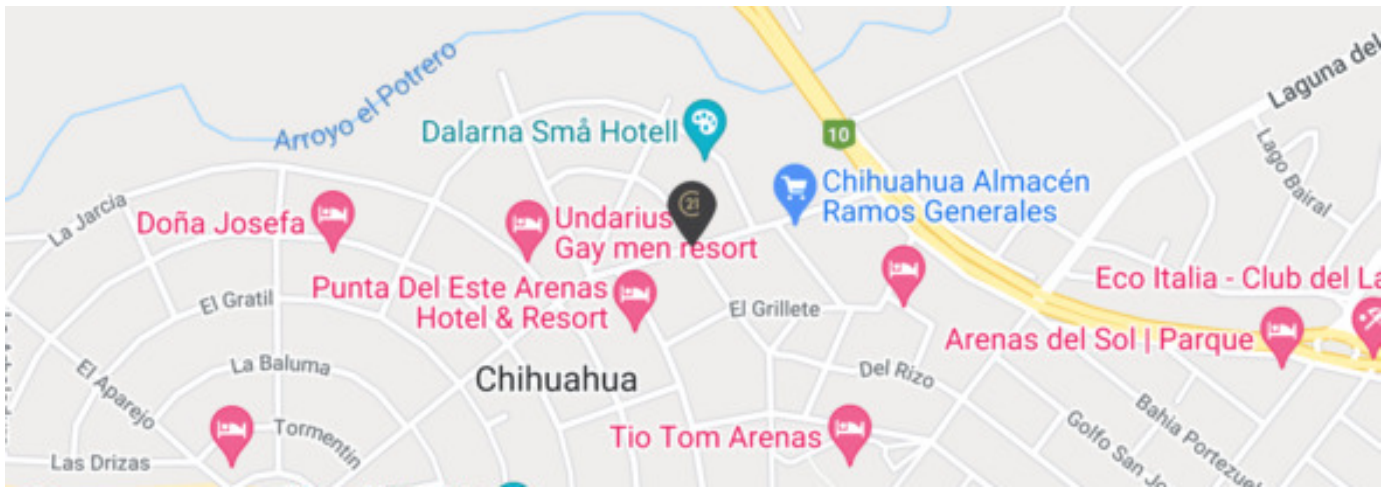 Arroyo el Potrero
Dalarna Små Hotell
10
Laguna del
Lago Bairal
La Jarcía
Doña Josefa
Undarius
Gay men resort
21
Chihuahua Almacén
Ramos Generales
El Gratil
Punta Del Este Arenas
Hotel & Resort
El Grillete
Eco Italia - Club del La
Arenas del Sol | Parque
El Aparejo
La Baluma
Chihuahua
Del Rizo
Bahia Portezuel
Golfo San Jo
Tormentin
Tio Tom Arenas
Las Drizas